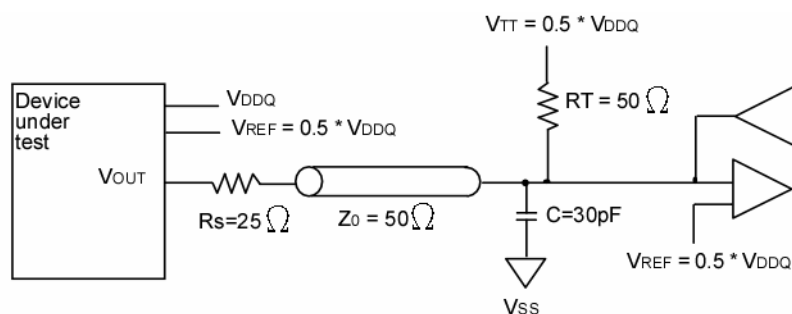 VTT = 0.5 * VDDQ
Device
under
test
VDDQ
VREF = 0.5 * VDDQ
RT = 50 Ω
VOUT
Rs=25 Ω
Z0 = 50 Ω
C=30pF
VREF = 0.5 * VDDQ
VSS